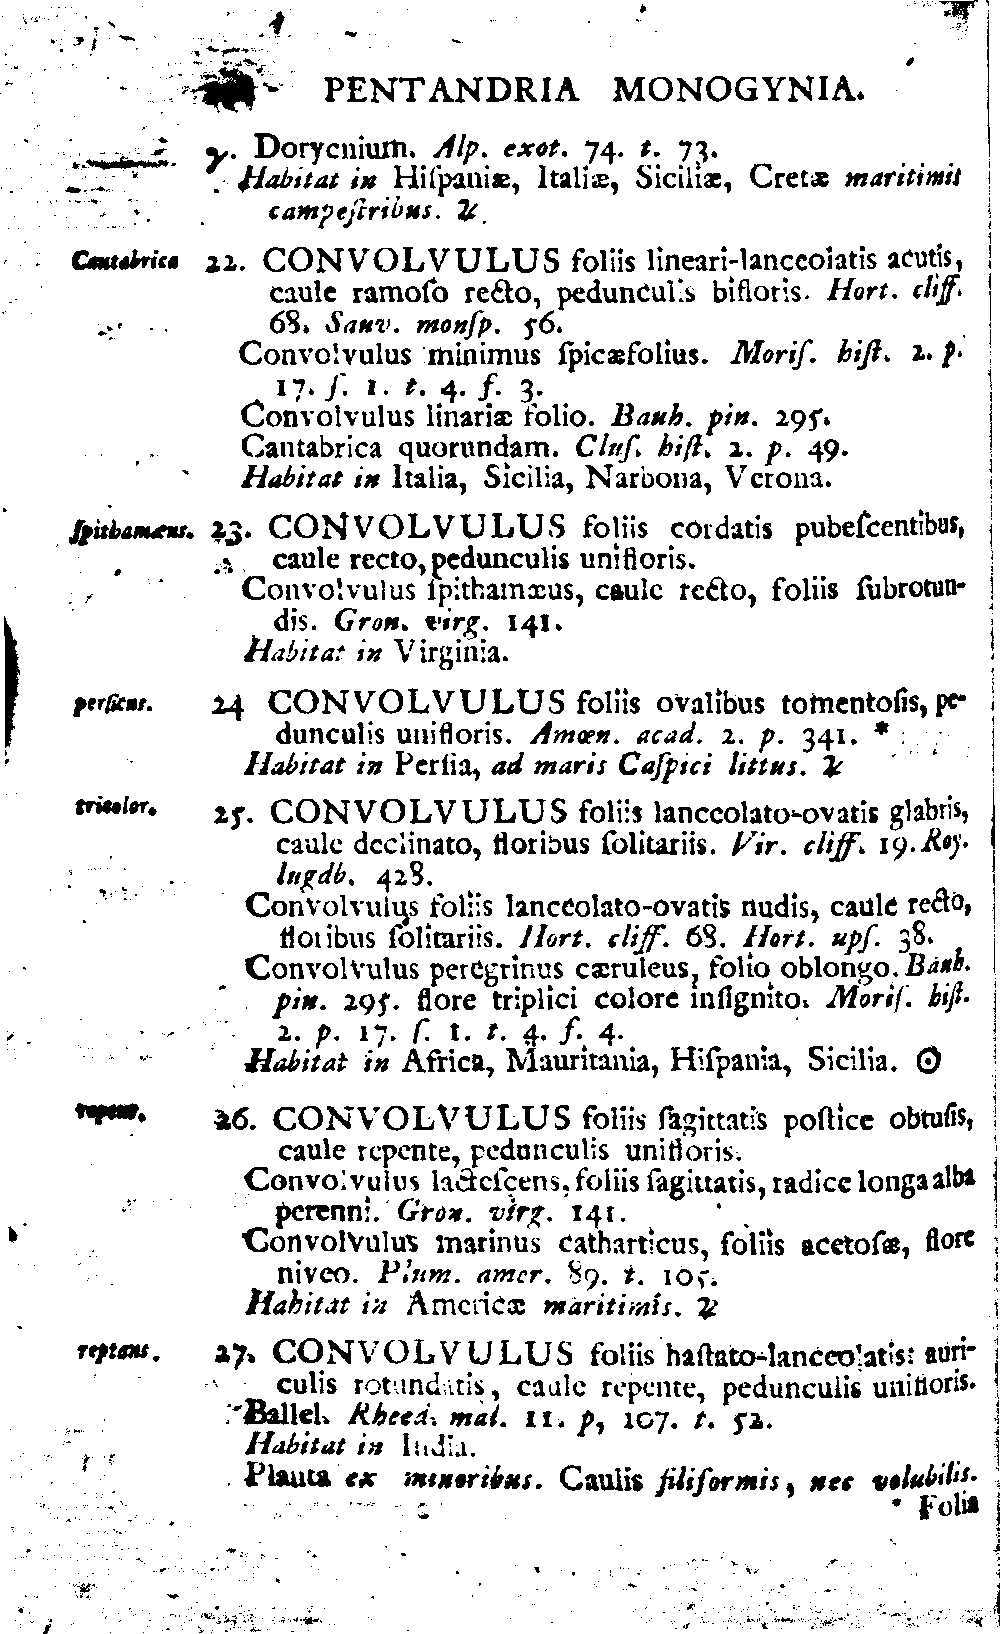 PENTANDRIA MONOGYNIA.
γ. Dorycnium. Alp. exot. 74. t. 73.
Habitat in Hiſpaniæ, Italiæ, Siciliæ, Cretæ maritimis
campeſtribus. ♃.
Cantabrica 22. CONVOLVULUS foliis lineari-lanceolatis acutis,
caule ramoſo recto, pedunculis bifloris. Hort. cliff.
68. Sauv. monſp. 56.
Convolvulus minimus ſpicæfolius. Moriſ. hiſt. 2. p.
17. ſ. 1. t. 4. f. 3.
Convolvulus linariæ folio. Bauh. pin. 295.
Cantabrica quorundam. Cluſ. hiſt. 2. p. 49.
Habitat in Italia, Sicilia, Narbona, Verona.
ſpithamæus. 23. CONVOLVULUS foliis cordatis pubeſcentibus,
caule recto, pedunculis unifloris.
Convolvulus ſpithamæus, caule recto, foliis ſubrotun-
dis. Gron. virg. 141.
Habitat in Virginia.
perſicus. 24 CONVOLVULUS foliis ovalibus tomentoſis, pe-
dunculis unifloris. Amœn. acad. 2. p. 341. *
Habitat in Perſia, ad maris Caſpici littus. ♃
tricolor. 25. CONVOLVULUS foliis lanceolato-ovatis glabris,
caule declinato, floribus ſolitariis. Vir. cliff. 19. Roy.
lugdb. 428.
Convolvulus foliis lanceolato-ovatis nudis, caule recto,
floribus ſolitariis. Hort. cliff. 68. Hort. upſ. 38.
Convolvulus peregrinus cæruleus, folio oblongo. Bauh.
pin. 295. flore triplici colore inſignito. Moriſ. hiſt.
2. p. 17. ſ. 1. t. 4. f. 4.
Habitat in Africa, Mauritania, Hiſpania, Sicilia. ☉
repens. 26. CONVOLVULUS foliis ſagittatis poſtice obtuſis,
caule repente, pedunculis unifloris.
Convolvulus lacteſcens, foliis ſagittatis, radice longa alba
perenni. Gron. virg. 141.
Convolvulus marinus catharticus, foliis acetoſæ, flore
niveo. Plum. amer. 89. t. 105.
Habitat in Americæ maritimis. ♃
reptans. 27. CONVOLVULUS foliis haſtato-lanceolatis: auri-
culis rotundatis, caule repente, pedunculis unifloris.
Ballel. Rheed. mal. 11. p, 107. t. 52.
Habitat in India.
Planta ex minoribus. Caulis filiformis, nec volubilis.
Folia